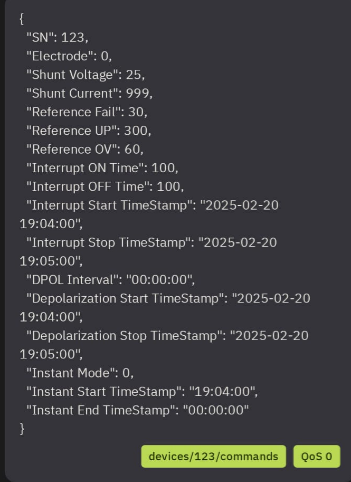 {
  "SN": 123,
  "Electrode": 0,
  "Shunt Voltage": 25,
  "Shunt Current": 999,
  "Reference Fail": 30,
  "Reference UP": 300,
  "Reference OV": 60,
  "Interrupt ON Time": 100,
  "Interrupt OFF Time": 100,
  "Interrupt Start TimeStamp": "2025-02-20
19:04:00",
  "Interrupt Stop TimeStamp": "2025-02-20
19:05:00",
  "DPOL Interval": "00:00:00",
  "Depolarization Start TimeStamp": "2025-02-20
19:04:00",
  "Depolarization Stop TimeStamp": "2025-02-20
19:05:00",
  "Instant Mode": 0,
  "Instant Start TimeStamp": "19:04:00",
  "Instant End TimeStamp": "00:00:00"
}
devices/123/commands QoS 0